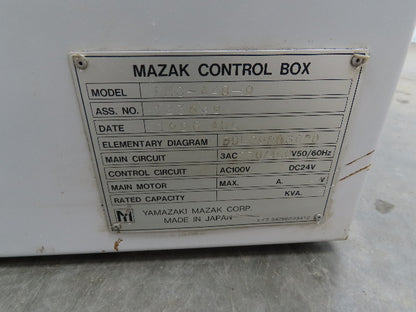 MAZAK CONTROL BOX
MODEL
ASS. NO.
DATE
ELEMENTARY DIAGRAM
MAIN CIRCUIT 3AC V50/60Hz
CONTROL CIRCUIT AC100V DC24V
MAIN MOTOR MAX. A. V
RATED CAPACITY KVA.
M
YAMAZAKI MAZAK CORP.
MADE IN JAPAN